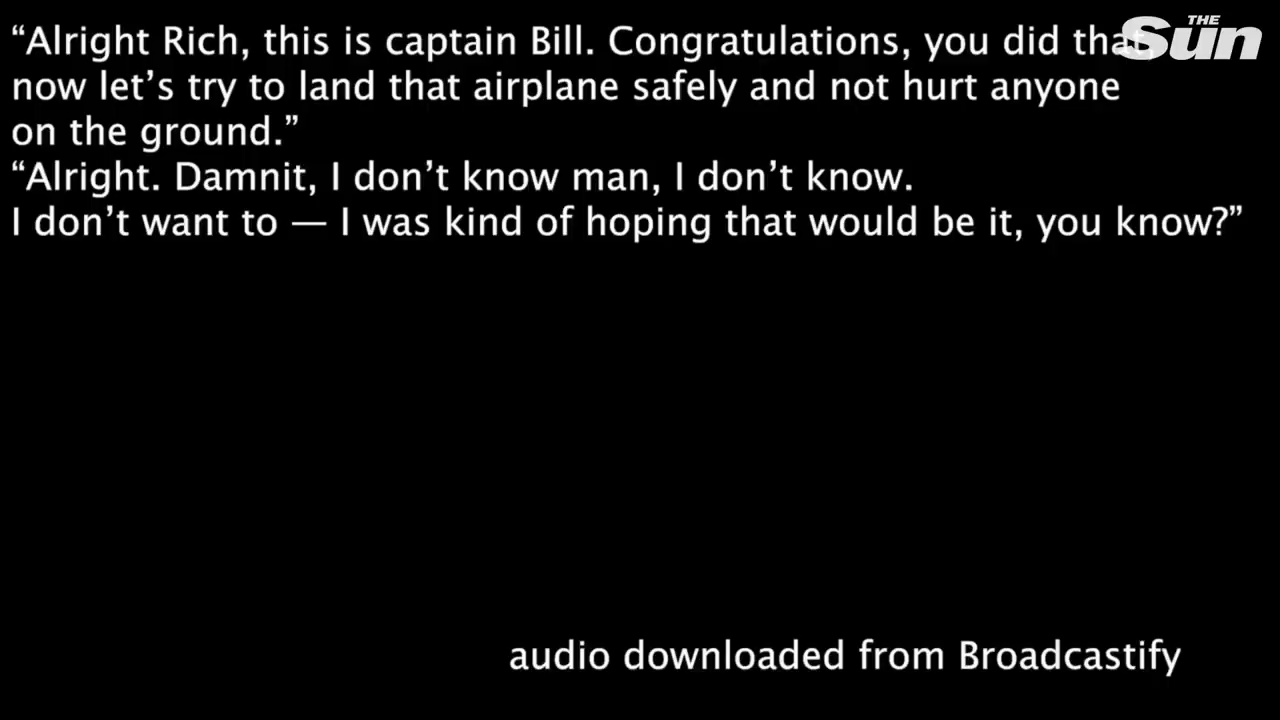 “Alright Rich, this is captain Bill. Congratulations, you did that,
now let’s try to land that airplane safely and not hurt anyone
on the ground.”
“Alright. Damnit, I don’t know man, I don’t know.
I don’t want to — I was kind of hoping that would be it, you know?”
THE
Sun
audio downloaded from Broadcastify